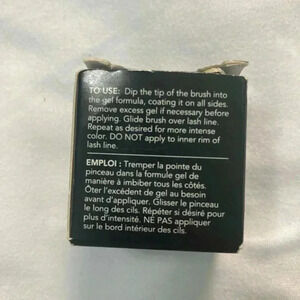 TO USE: Dip the tip of the brush into
the gel formula, coating it on all sides.
Remove excess gel if necessary before
applying. Glide brush over lash line.
Repeat as desired for more intense
color. DO NOT apply to inner rim of
lash line.
EMPLOI : Tremper la pointe du
pinceau dans la formule gel de
manière à imbiber tous les côtés.
Ôter l'excédent de gel au besoin
avant d'appliquer. Glisser le pinceau
le long des cils. Répéter si désiré pour
plus d'intensité. NE PAS appliquer
sur le bord intérieur des cils.